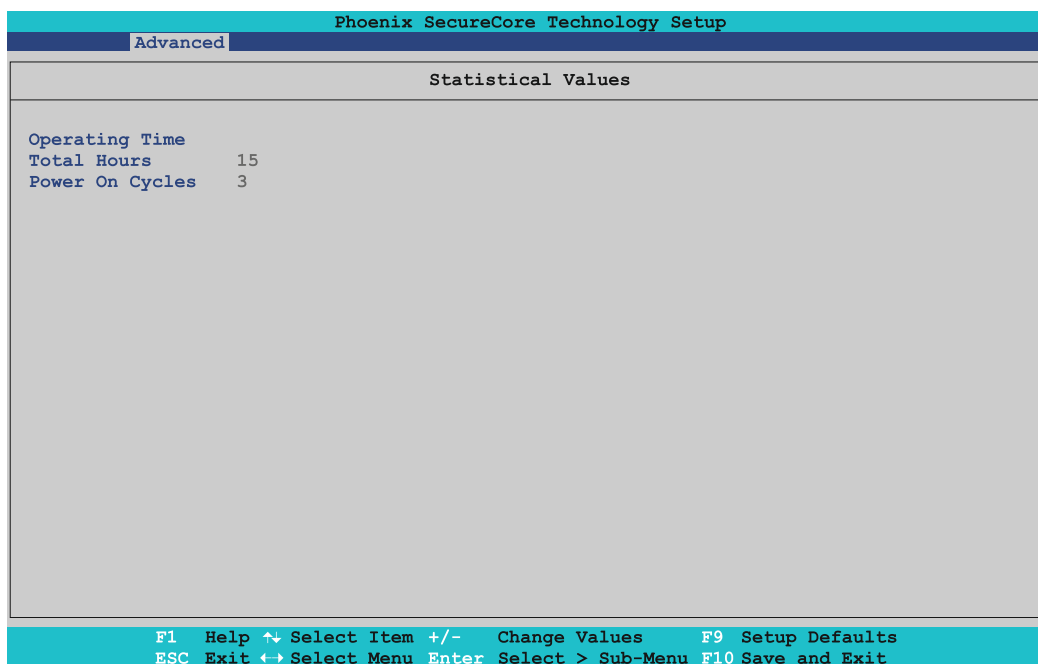 Phoenix SecureCore Technology Setup
Advanced
Statistical Values
Operating Time
Total Hours 15
Power On Cycles 3
F1 Help ↑↓ Select Item +/- Change Values F9 Setup Defaults
ESC Exit ←→ Select Menu Enter Select > Sub-Menu F10 Save and Exit